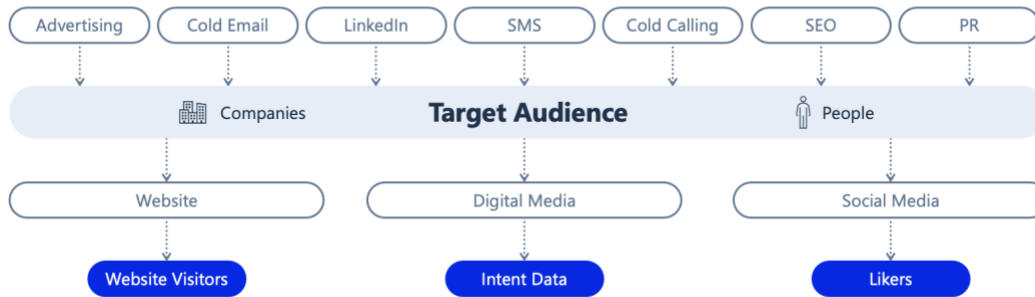 Advertising
Cold Email
LinkedIn
SMS
Cold Calling
SEO
PR
Companies
Target Audience
People
Website
Digital Media
Social Media
Website Visitors
Intent Data
Likers